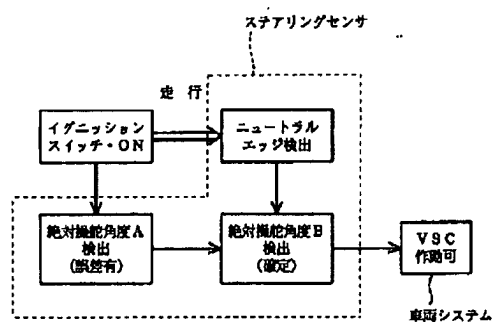 ステアリングセンサ
走 行
イグニッション
スイッチ・ON
ニュートラル
エッジ検出
絶対操舵角度A
検出
(誤差有)
絶対操舵角度B
検出
(確定)
VSC
作動可
車両システム